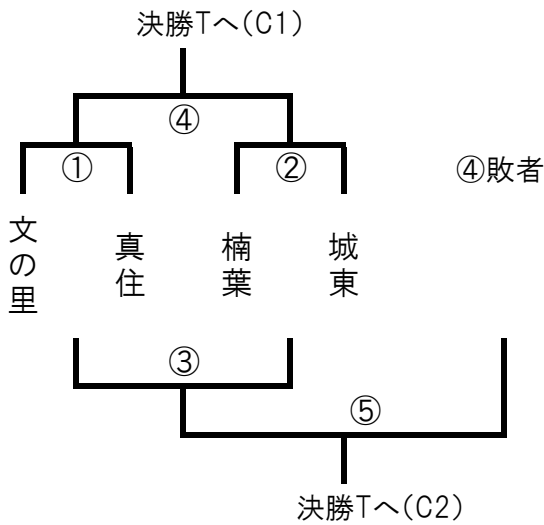 決勝Tへ(C1)
④
① ② ④敗者
文の里 真住 楠葉 城東
③
⑤
決勝Tへ(C2)